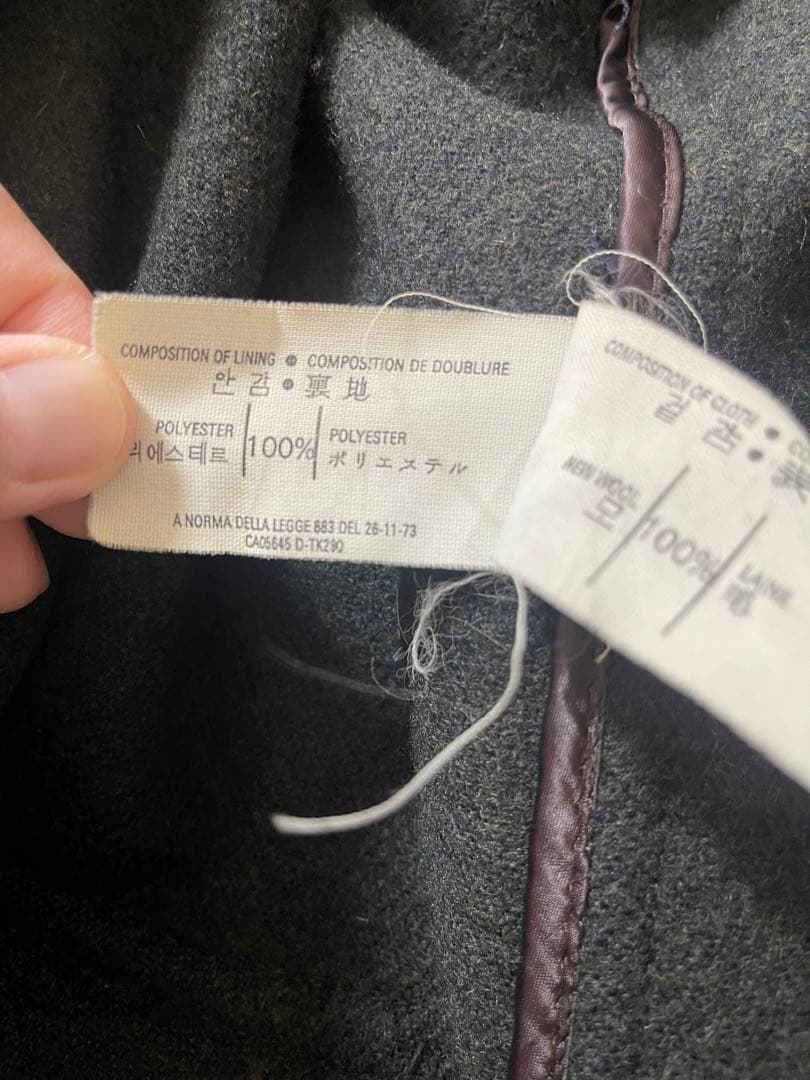 COMPOSITION OF LINING ● COMPOSITION DE DOUBLURE
안 감 ● 裏 地
POLYESTER 100% POLYESTER
리에스테르 ポリエステル
A NORMA DELLA LEGGE 883 DEL 26-11-73
CA05645 D-TK290
COMPOSITION OF CLOTH ●
겉 감 ●
NEW WOOL 100% LAINE
모 毛